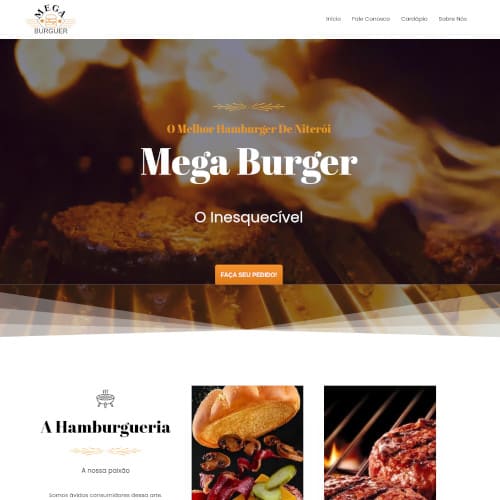 MEGA
BURGUER
Início Fale Conosco Cardápio Sobre Nós
O Melhor Hamburger De Niterói
Mega Burger
O Inesquecível
FAÇA SEU PEDIDO!
A Hamburgueria
A nossa paixão
Somos ávidos consumidores dessa arte.